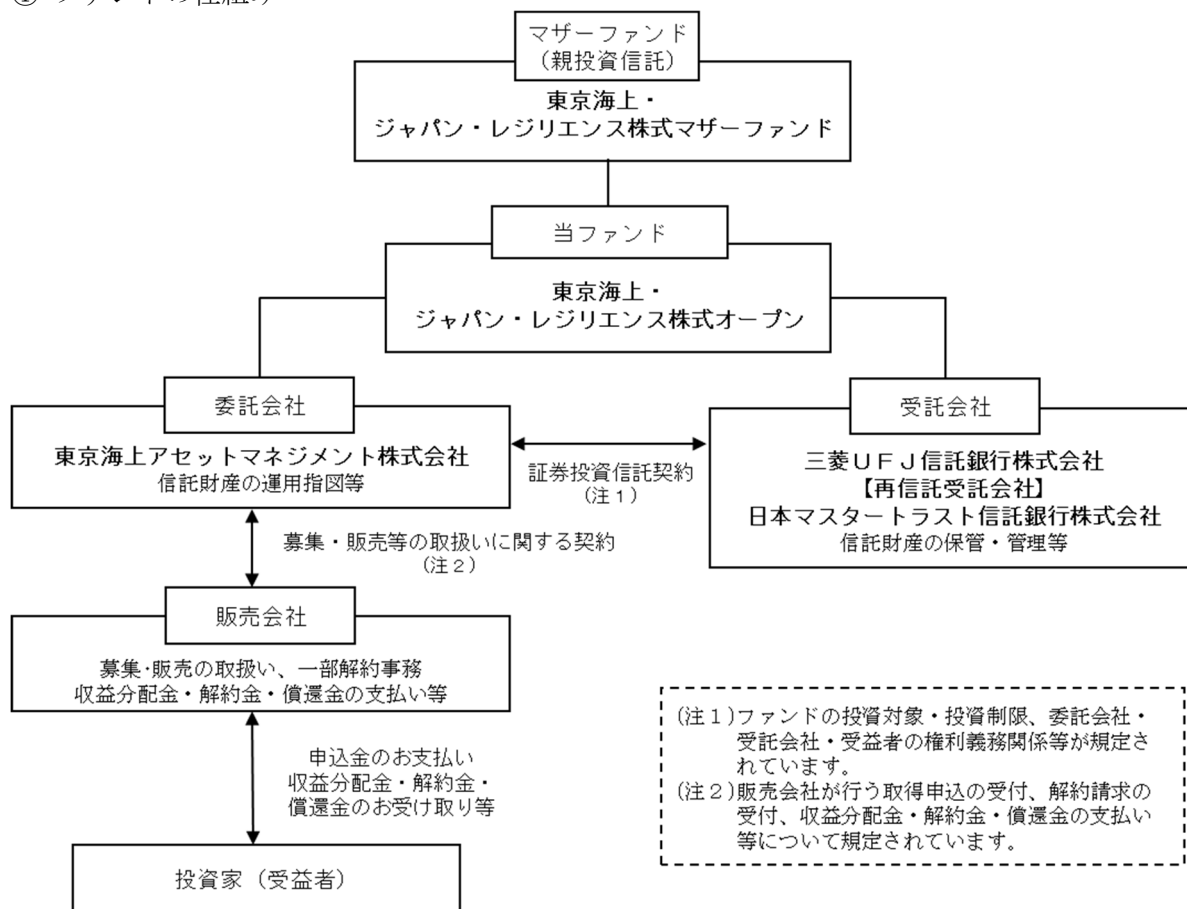 ① ファンドの仕組み
マザーファンド
（親投資信託）
東京海上・
ジャパン・レジリエンス株式マザーファンド
当ファンド
東京海上・
ジャパン・レジリエンス株式オープン
委託会社
東京海上アセットマネジメント株式会社
信託財産の運用指図等
証券投資信託契約
（注１）
受託会社
三菱ＵＦＪ信託銀行株式会社
【再信託受託会社】
日本マスタートラスト信託銀行株式会社
信託財産の保管・管理等
募集・販売等の取扱いに関する契約
（注２）
販売会社
募集・販売の取扱い、一部解約事務
収益分配金・解約金・償還金の支払い等
申込金のお支払い
収益分配金・解約金・
償還金のお受け取り等
投資家（受益者）
(注１)ファンドの投資対象・投資制限、委託会社・
受託会社・受益者の権利義務関係等が規定さ
れています。
(注２)販売会社が行う取得申込の受付、解約請求の
受付、収益分配金・解約金・償還金の支払い
等について規定されています。